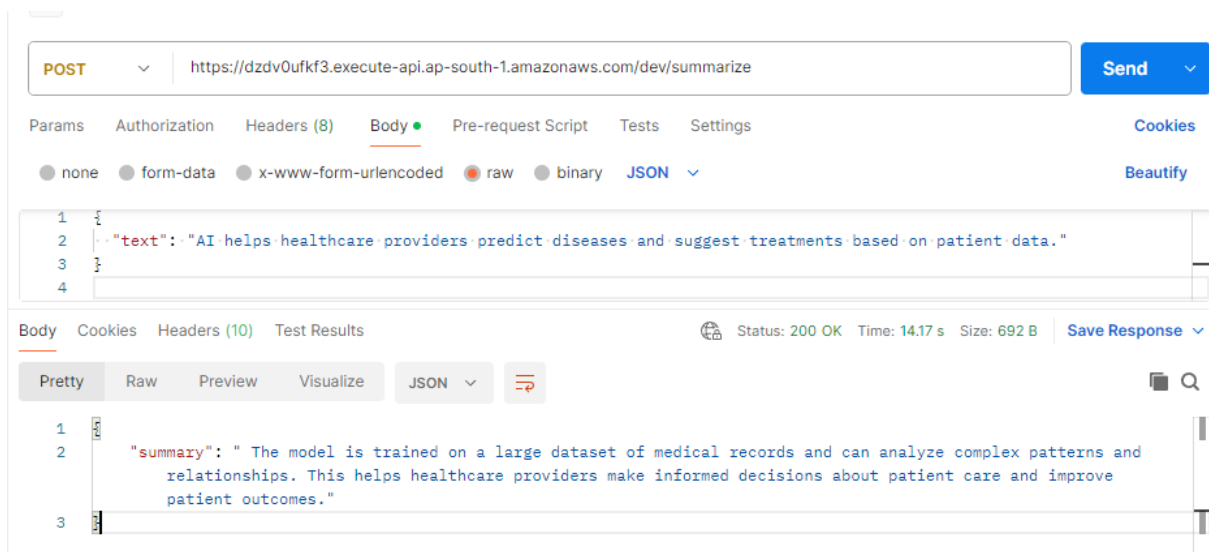 POST https://dzdv0ufkf3.execute-api.ap-south-1.amazonaws.com/dev/summarize Send
Params Authorization Headers (8) Body Pre-request Script Tests Settings Cookies
none form-data x-www-form-urlencoded raw binary JSON Beautify
1 {
2 "text": "AI helps healthcare providers predict diseases and suggest treatments based on patient data."
3 }
4
Body Cookies Headers (10) Test Results Status: 200 OK Time: 14.17 s Size: 692 B Save Response
Pretty Raw Preview Visualize JSON
1 {
2 "summary": " The model is trained on a large dataset of medical records and can analyze complex patterns and
relationships. This helps healthcare providers make informed decisions about patient care and improve
patient outcomes."
3 }